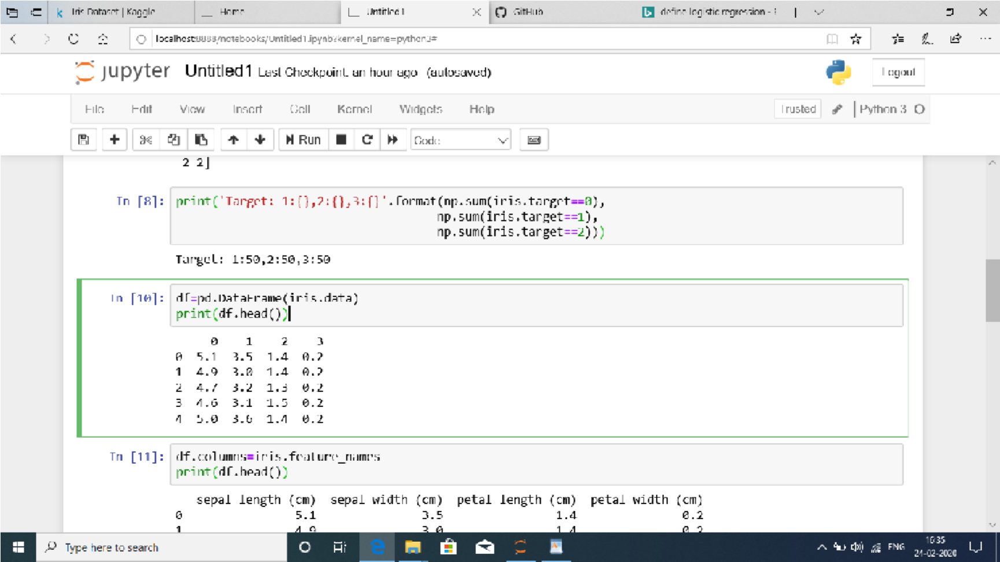 Iris Dataset | Kaggle
Home
Untitled1
GitHub
define logistic regression -
localhost:8888/notebooks/Untitled1.ipynb?kernel_name=python3#
jupyter Untitled1 Last Checkpoint: an hour ago (autosaved)
Logout
File Edit View Insert Cell Kernel Widgets Help
Trusted
Python 3
Run
Code
2 2]
In [8]: print('Target: 1:{},2:{},3:{}'.format(np.sum(iris.target==0),
np.sum(iris.target==1),
np.sum(iris.target==2)))
Target: 1:50,2:50,3:50
In [10]: df=pd.DataFrame(iris.data)
print(df.head())
0 1 2 3
0 5.1 3.5 1.4 0.2
1 4.9 3.0 1.4 0.2
2 4.7 3.2 1.3 0.2
3 4.6 3.1 1.5 0.2
4 5.0 3.6 1.4 0.2
In [11]: df.columns=iris.feature_names
print(df.head())
sepal length (cm) sepal width (cm) petal length (cm) petal width (cm)
0 5.1 3.5 1.4 0.2
1 4.9 3.0 1.4 0.2
Type here to search
ENG
16:35
24-02-2020